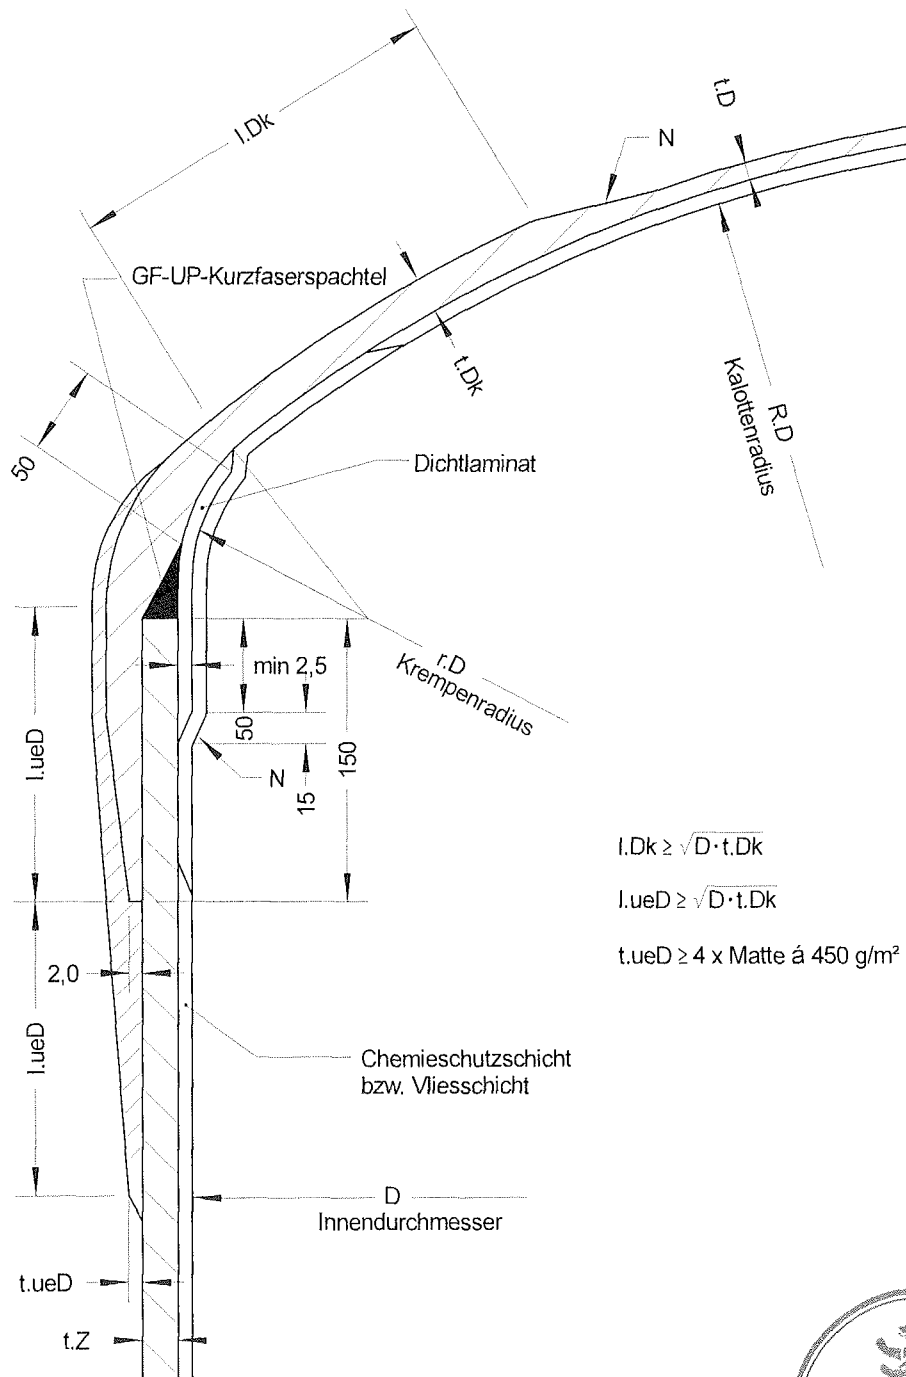 l.Dk
t.D
N
GF-UP-Kurzfaserspachtel
t.Dk
R.D
Kalottenradius
50
Dichtlaminat
r.D
Krempenradius
min 2,5
l.ueD
50
150
N
15
l.Dk ≥ √D·t.Dk
l.ueD ≥ √D·t.Dk
t.ueD ≥ 4 x Matte á 450 g/m²
2,0
l.ueD
Chemieschutzschicht
bzw. Vliesschicht
D
Innendurchmesser
t.ueD
t.Z